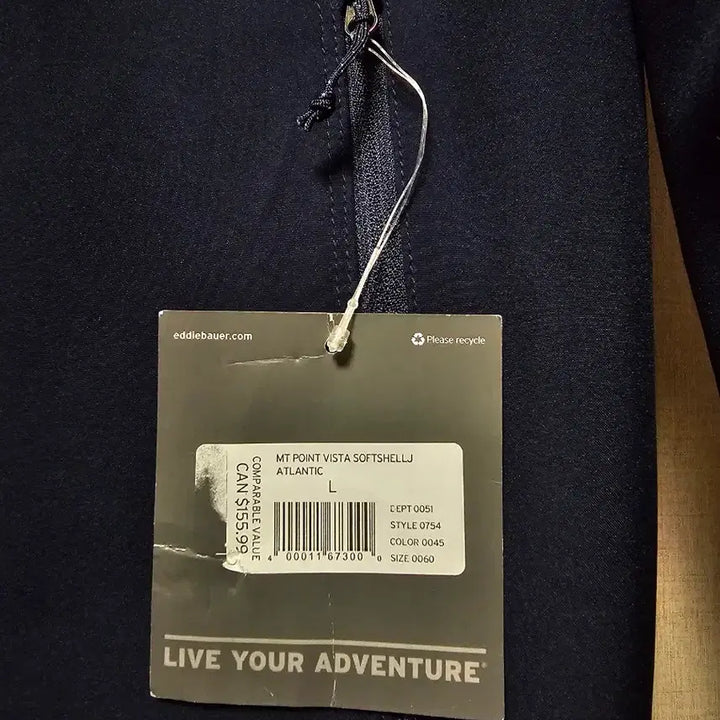 eddiebauer.com
Please recycle
MT POINT VISTA SOFTSHELLJ
ATLANTIC
L
COMPARABLE VALUE
CAN $155.99
DEPT 0051
STYLE 0754
COLOR 0045
SIZE 0060
4 00011 67300 0
LIVE YOUR ADVENTURE®